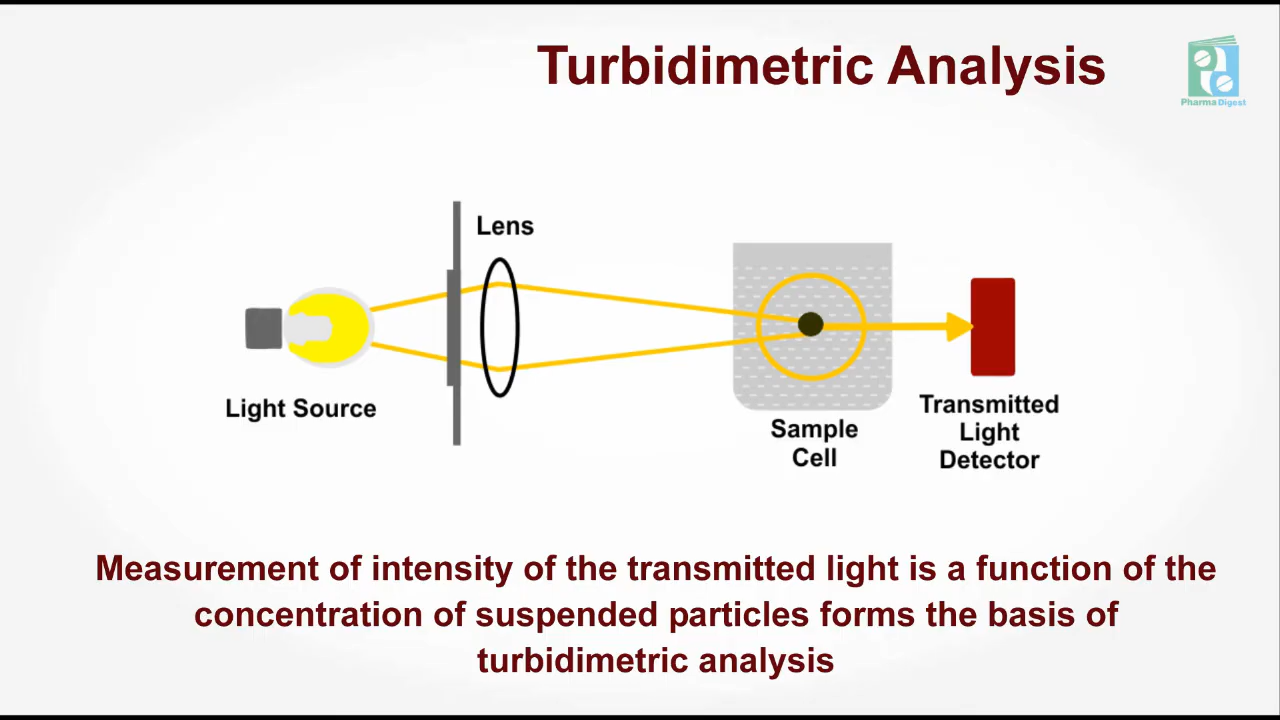 Turbidimetric Analysis
Pharma Digest
Lens
Light Source
Sample
Cell
Transmitted
Light
Detector
Measurement of intensity of the transmitted light is a function of the
concentration of suspended particles forms the basis of
turbidimetric analysis